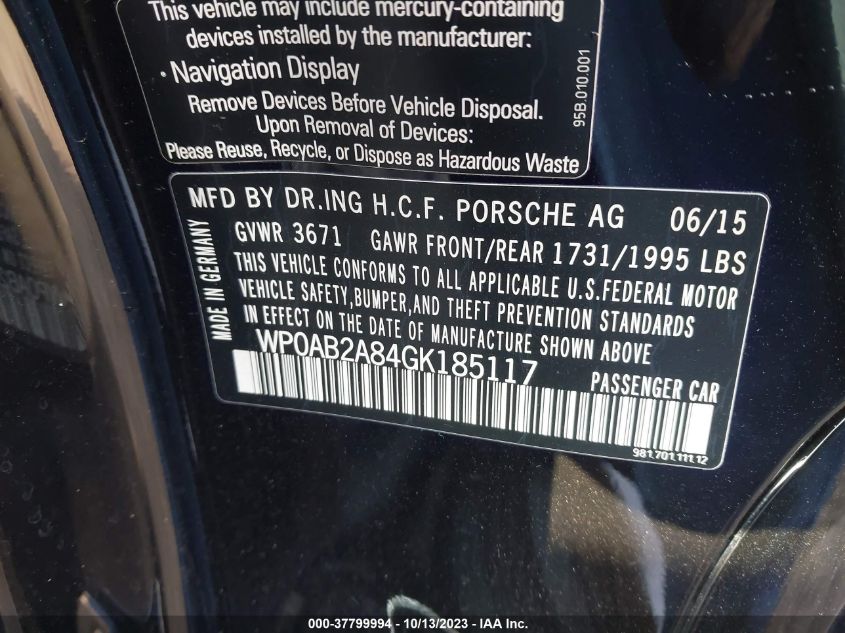 This vehicle may include mercury-containing
devices installed by the manufacturer:
· Navigation Display
Remove Devices Before Vehicle Disposal.
Upon Removal of Devices:
Please Reuse, Recycle, or Dispose as Hazardous Waste
95B.010.001
MFD BY DR.ING H.C.F. PORSCHE AG 06/15
GVWR 3671 GAWR FRONT/REAR 1731/1995 LBS
THIS VEHICLE CONFORMS TO ALL APPLICABLE U.S.FEDERAL MOTOR
VEHICLE SAFETY,BUMPER,AND THEFT PREVENTION STANDARDS
IN EFFECT ON THE DATE OF MANUFACTURE SHOWN ABOVE
MADE IN GERMANY
WP0AB2A84GK185117
PASSENGER CAR
981.701.111.12
000-37799994 - 10/13/2023 - IAA Inc.